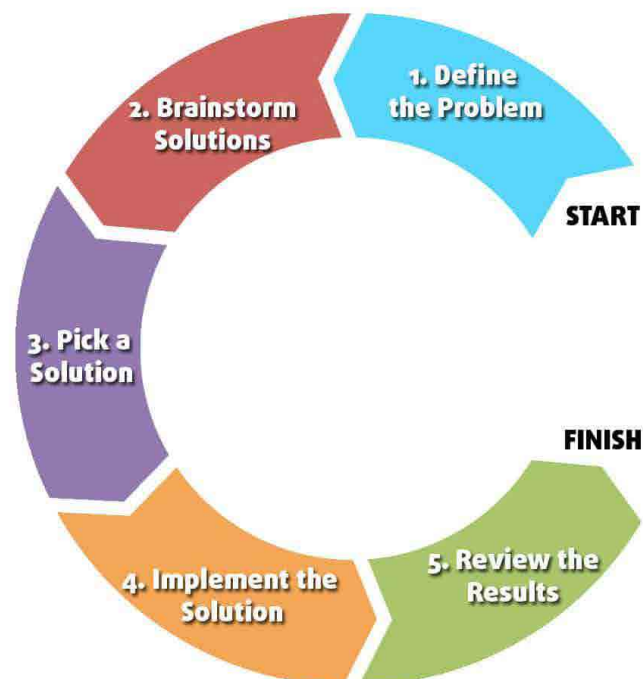 START
1. Define
the Problem
2. Brainstorm
Solutions
3. Pick a
Solution
4. Implement the
Solution
5. Review the
Results
FINISH